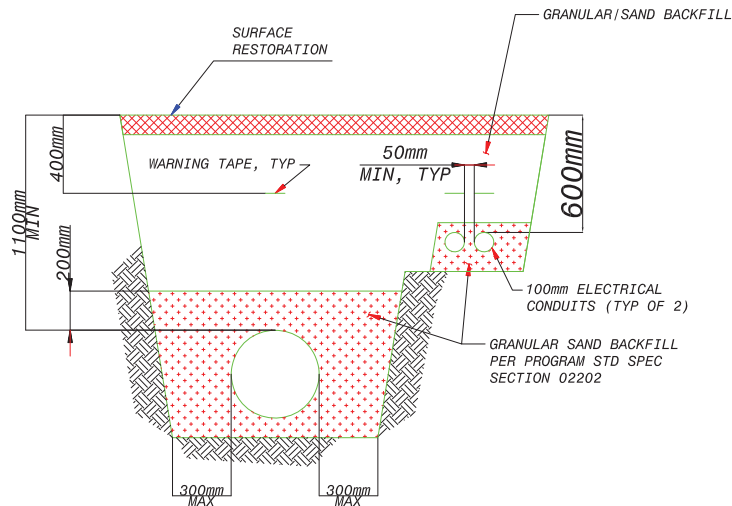 GRANULAR/SAND BACKFILL
SURFACE
RESTORATION
400mm
WARNING TAPE, TYP
50mm
MIN, TYP
600mm
1100mm
MIN
200mm
100mm ELECTRICAL
CONDUITS (TYP OF 2)
GRANULAR SAND BACKFILL
PER PROGRAM STD SPEC
SECTION 02202
300mm
MAX
300mm
MAX